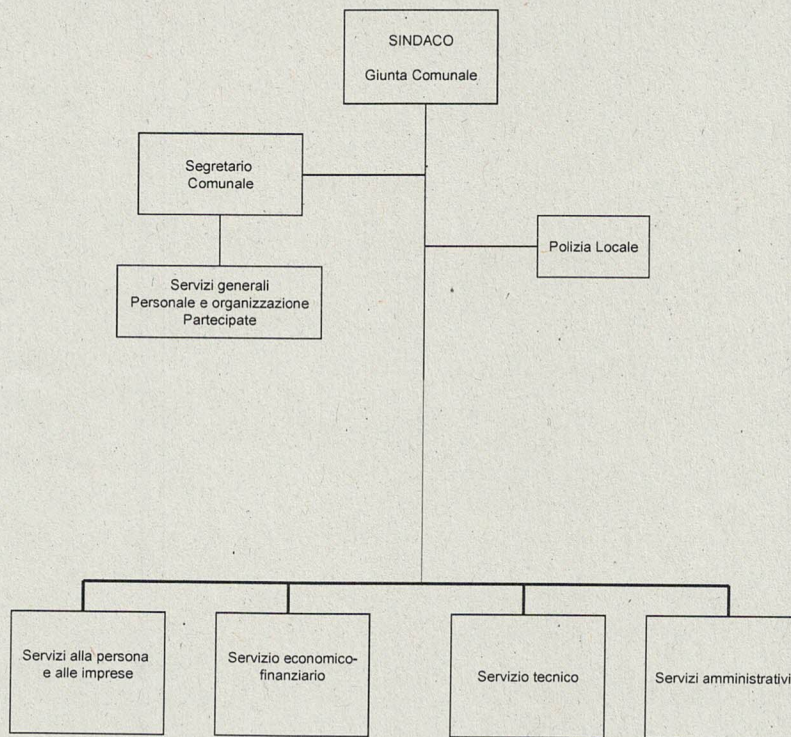 SINDACO
Giunta Comunale
Segretario
Comunale
Polizia Locale
Servizi generali
Personale e organizzazione
Partecipate
Servizi alla persona
e alle imprese
Servizio economico-
finanziario
Servizio tecnico
Servizi amministrativi